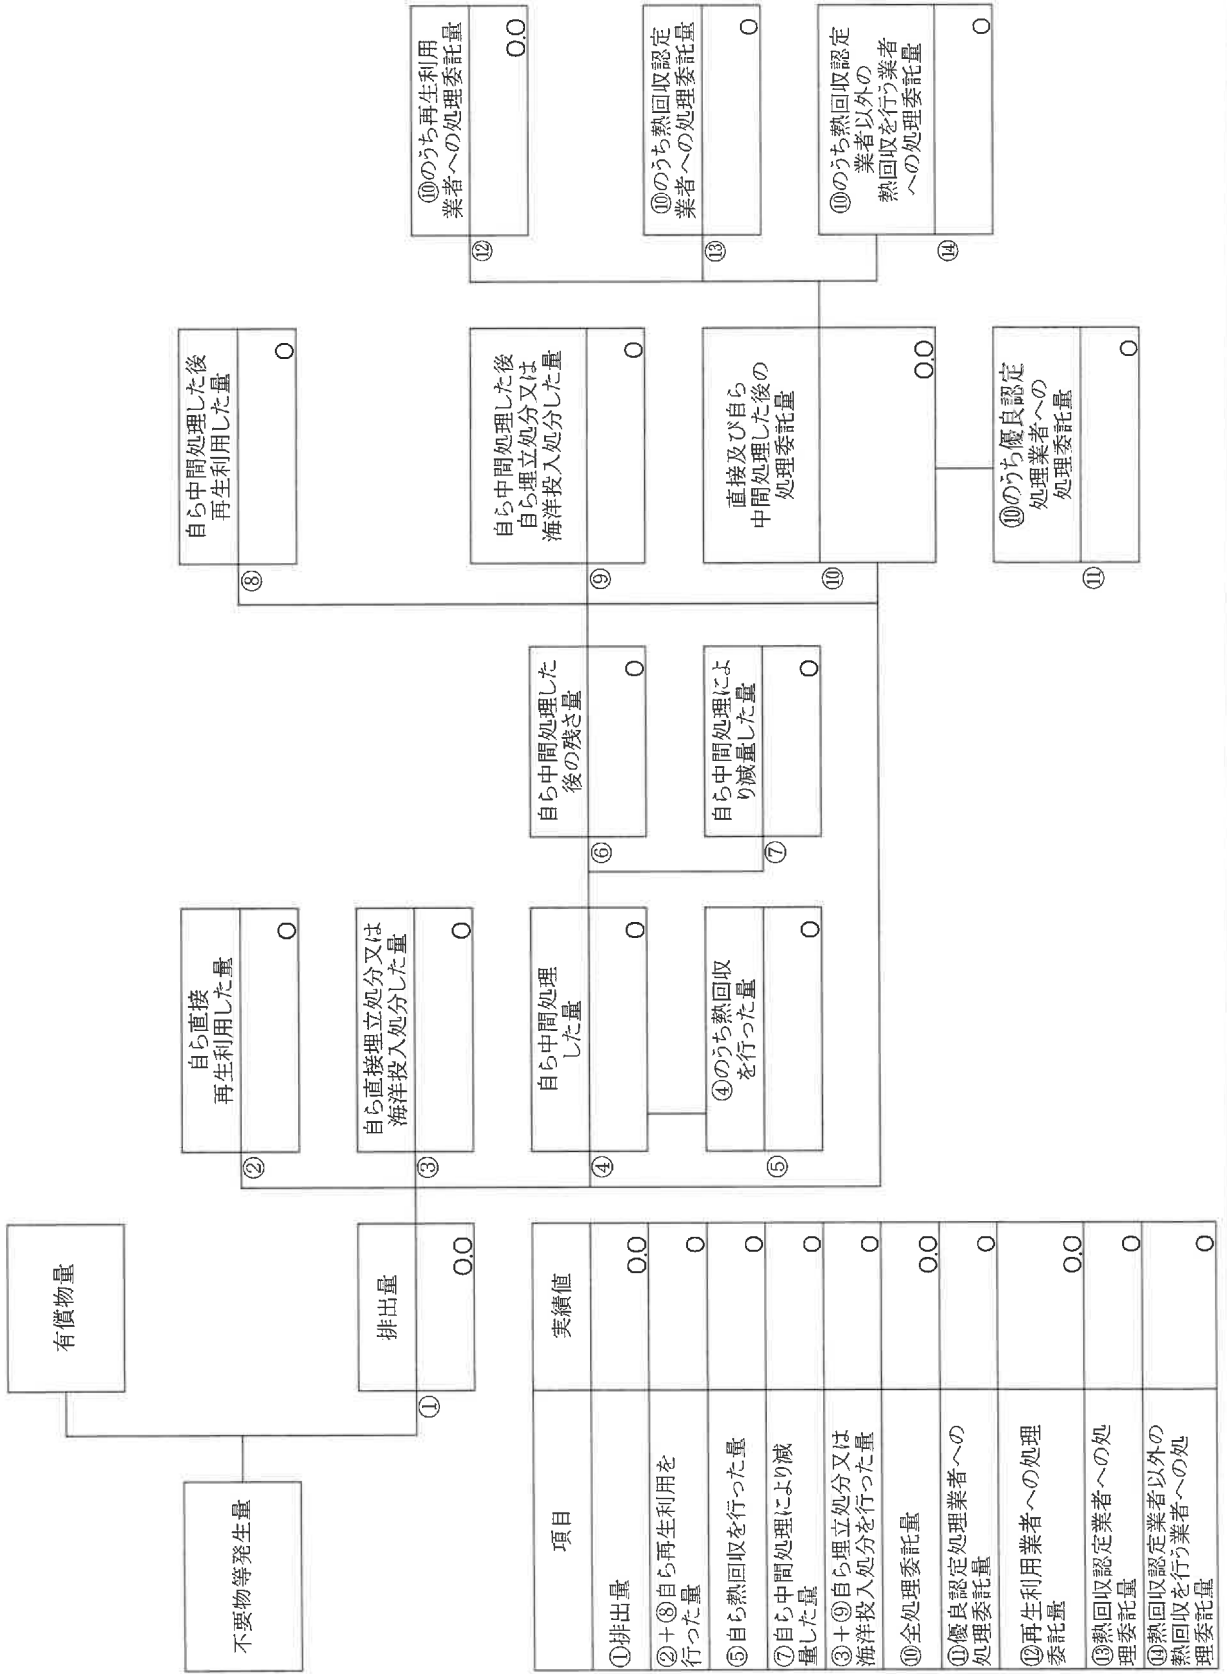 不要物等発生量
有償物量
排出量
①
0.0
自ら直接
再生利用した量
②
0
自ら直接埋立処分又は
海洋投入処分した量
③
0
自ら中間処理
した量
④
0
④のうち熱回収
を行った量
⑤
0
自ら中間処理した
後の残さ量
⑥
0
自ら中間処理によ
り減量した量
⑦
0
自ら中間処理した後
再生利用した量
⑧
0
自ら中間処理した後
自ら埋立処分又は
海洋投入処分した量
⑨
0
直接及び自ら
中間処理した後の
処理委託量
⑩
0.0
⑩のうち優良認定
処理業者への
処理委託量
⑪
0
⑩のうち再生利用
業者への処理委託量
⑫
0.0
⑩のうち熱回収認定
業者への処理委託量
⑬
0
⑩のうち熱回収認定
業者以外の
熱回収を行う業者
への処理委託量
⑭
0
項目 実績値
①排出量 0.0
②+⑧自ら再生利用を
行った量 0
⑤自ら熱回収を行った量 0
⑦自ら中間処理により減
量した量 0
③+⑨自ら埋立処分又は
海洋投入処分を行った量 0
⑩全処理委託量 0.0
⑪優良認定処理業者への
処理委託量 0
⑫再生利用業者への処理
委託量 0.0
⑬熱回収認定業者への処
理委託量 0
⑭熱回収認定業者以外の
熱回収を行う業者への処
理委託量 0